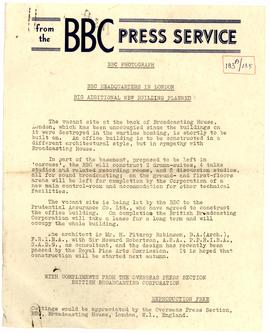 from the BBC PRESS SERVICE
BBC PHOTOGRAPH
BBC HEADQUARTERS IN LONDON
BIG ADDITIONAL NEW BUILDING PLANNED
The vacant site at the back of Broadcasting House,
London, which has been unoccupied since the buildings on
it were destroyed in the wartime bombing, is shortly to be
built on. An office building is to be constructed in a
different architectural style, but in sympathy with
Broadcasting House.
In part of the basement, proposed to be left in
'carcase', the BBC will construct 2 drama-suites, 4 talks
studios and related recording rooms, and 2 discussion studios,
all for sound broadcasting; on the ground- and first-floors
areas will be left for completion by the Corporation of a
new main control-room and accommodation for other technical
facilities.
The vacant site is being let by the BBC to the
Prudential Assurance Co. Ltd., who have agreed to construct
the office building. On completion the British Broadcasting
Corporation will take a lease for a long term and will
occupy the whole building.
The architect is Mr. H. Fitzroy Robinson, B.A.(Arch),
F.R.I.B.A., with Sir Howard Robertson, A.R.A., P.P.R.I.B.A.,
as consultant, and the design has recently been
passed by the Royal Fine Arts Commission. It is hoped that
construction will be started next autumn.
WITH COMPLIMENTS FROM THE OVERSEAS PRESS SECTION
BRITISH BROADCASTING CORPORATION
REPRODUCTION FREE
Cuttings would be appreciated by the Overseas Press Section,
BBC, Broadcasting House, London, W.1., England.